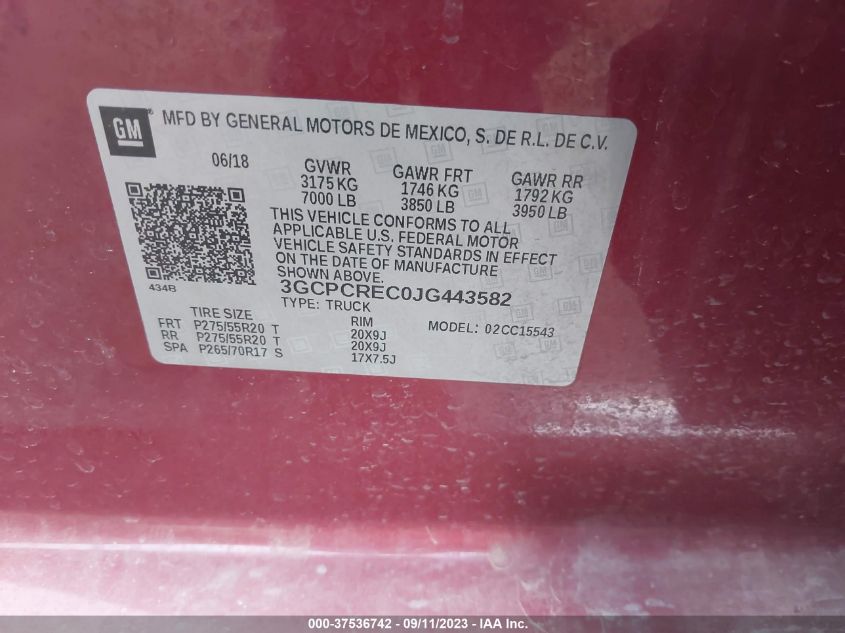 GM® MFD BY GENERAL MOTORS DE MEXICO, S. DE R.L. DE C.V.
06/18 GVWR GAWR FRT GAWR RR
3175 KG 1746 KG 1792 KG
7000 LB 3850 LB 3950 LB
THIS VEHICLE CONFORMS TO ALL
APPLICABLE U.S. FEDERAL MOTOR
VEHICLE SAFETY STANDARDS IN EFFECT
ON THE DATE OF MANUFACTURE
SHOWN ABOVE.
434B
3GCPCREC0JG443582
TYPE: TRUCK
TIRE SIZE RIM MODEL: 02CC15543
FRT P275/55R20 T 20X9J
RR P275/55R20 T 20X9J
SPA P265/70R17 S 17X7.5J
000-37536742 - 09/11/2023 - IAA Inc.